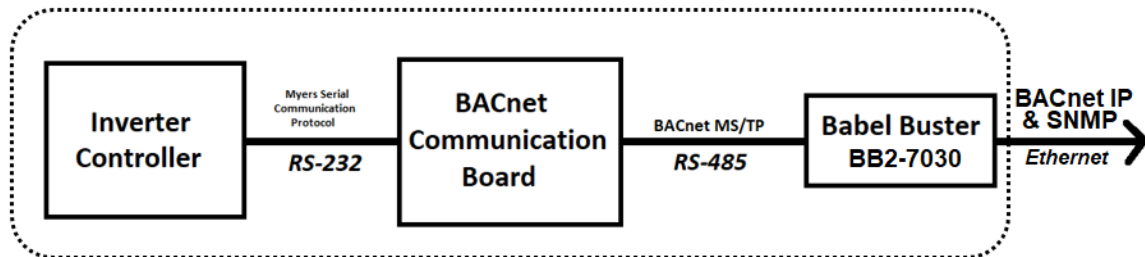 Inverter
Controller
Myers Serial
Communication
Protocol
RS-232
BACnet
Communication
Board
BACnet MS/TP
RS-485
Babel Buster
BB2-7030
BACnet IP
& SNMP
Ethernet